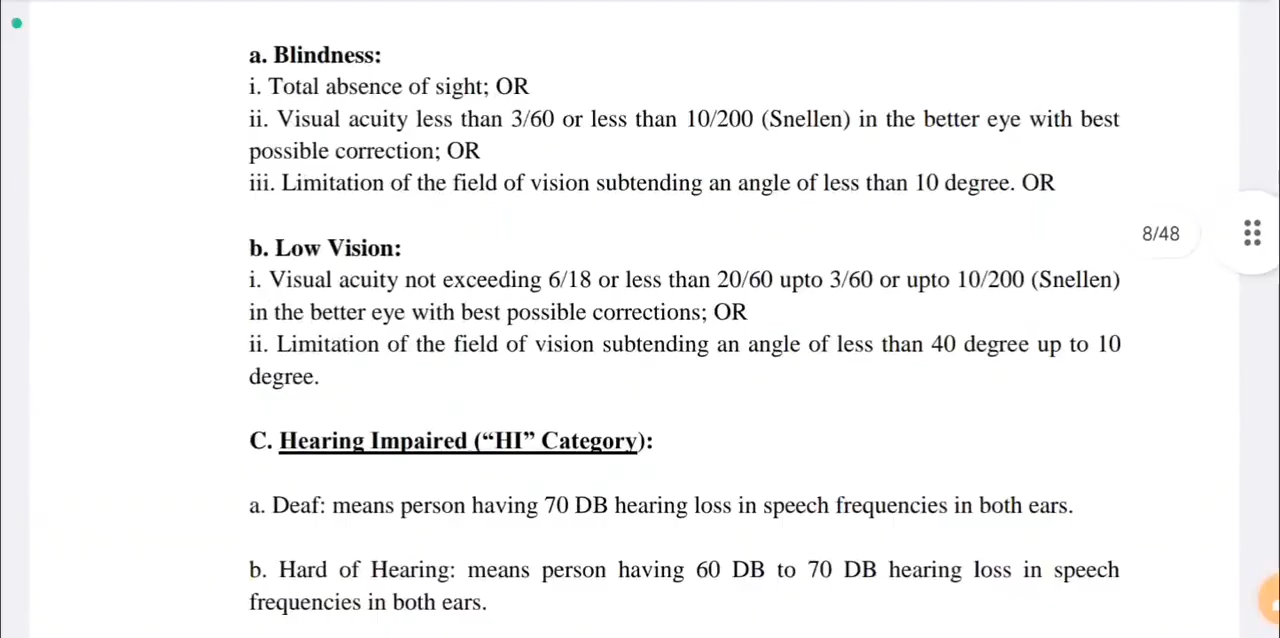 a. Blindness:
i. Total absence of sight; OR
ii. Visual acuity less than 3/60 or less than 10/200 (Snellen) in the better eye with best
possible correction; OR
iii. Limitation of the field of vision subtending an angle of less than 10 degree. OR
b. Low Vision:
8/48
i. Visual acuity not exceeding 6/18 or less than 20/60 upto 3/60 or upto 10/200 (Snellen)
in the better eye with best possible corrections; OR
ii. Limitation of the field of vision subtending an angle of less than 40 degree up to 10
degree.
C. Hearing Impaired (“HI” Category):
a. Deaf: means person having 70 DB hearing loss in speech frequencies in both ears.
b. Hard of Hearing: means person having 60 DB to 70 DB hearing loss in speech
frequencies in both ears.